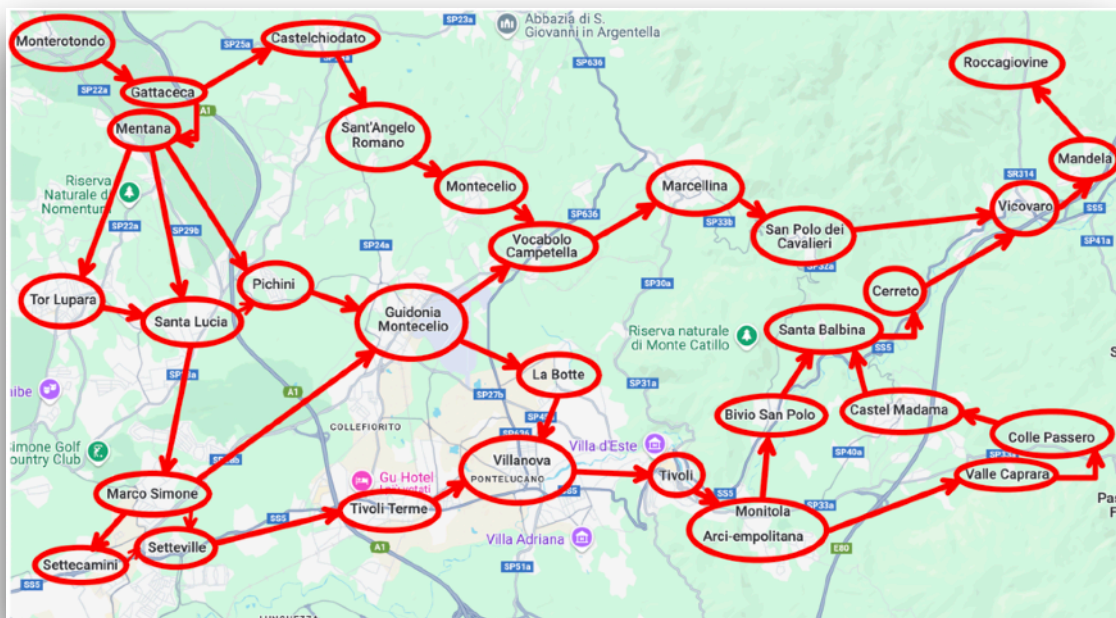 SP23a
Abbazia di S.
Giovanni in Argentella
Monterotondo
SP25a
Castelchiodato
SP636
Roccagiovine
SP22a
Gattaceca
A1
Mentana
Sant'Angelo
Romano
Mandela
Riserva
Naturale di
Nomentum
Montecelio
Marcellina
SR314
SS5
Vicovaro
SP22a
SP29b
SP636
SP33b
San Polo dei
Cavalieri
SP24a
Vocabolo
Campetella
SP41a
SP32a
Pichini
SP30a
Cerreto
Tor Lupara
Santa Lucia
Guidonia
Montecelio
Riserva naturale
di Monte Catillo
Santa Balbina
SS5
La Botte
SP31a
A1
SP27b
Bivio San Polo
Castel Madama
COLLEFIORITO
SP636
Villa d'Este
Colle Passero
Simone Golf
Country Club
SP40a
Villanova
PONTELUCANO
Tivoli
Valle Caprara
Gu Hotel
Marco Simone
SS5
SS5
SP33a
Tivoli Terme
Monitola
Arci-empolitana
SS5
Setteville
Villa Adriana
A1
E80
Settecamini
SS5
SP51a